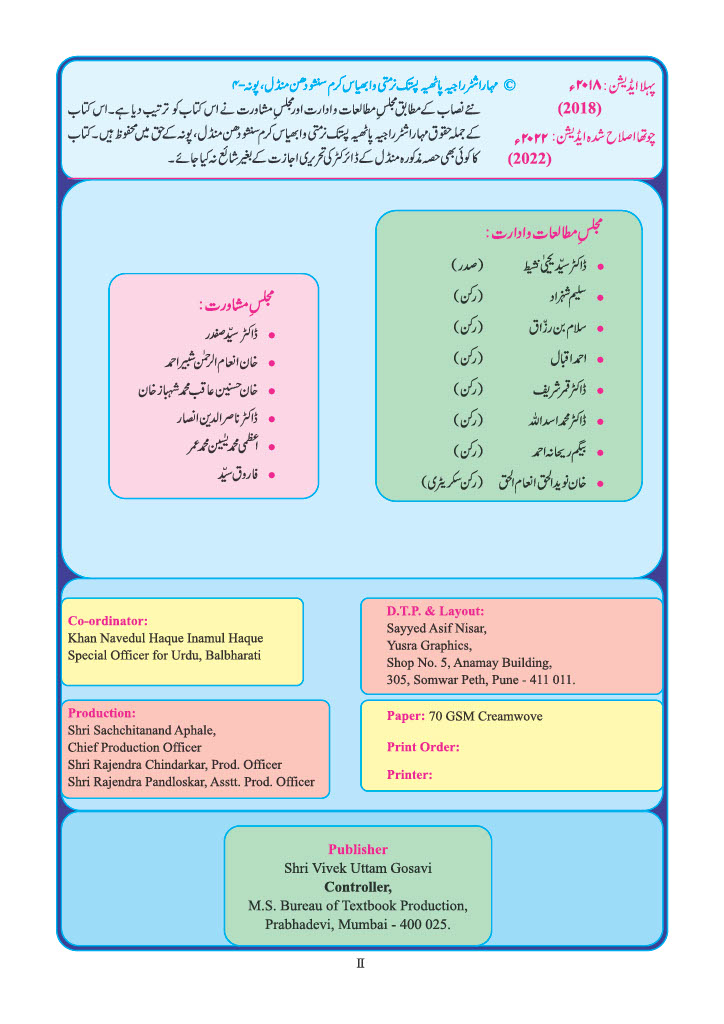 پہلا ایڈیشن : ۲۰۱۸ء
(2018)
چوتھا اصلاح شدہ ایڈیشن : ۲۰۲۲ء
(2022)
© مہاراشٹر راجیہ پاٹھیہ پستک نرمتی و ابھیاس کرم سنشودھن منڈل، پونہ-۴
نئے نصاب کے مطابق مجلسِ مطالعات و ادارت اور مجلسِ مشاورت نے اس کتاب کو ترتیب دیا ہے۔ اس کتاب
کے جملہ حقوق مہاراشٹر راجیہ پاٹھیہ پستک نرمتی و ابھیاس کرم سنشودھن منڈل، پونہ کے حق میں محفوظ ہیں۔ کتاب
کا کوئی بھی حصہ مذکورہ منڈل کے ڈائرکٹر کی تحریری اجازت کے بغیر شائع نہ کیا جائے۔
مجلسِ مطالعات و ادارت :
• ڈاکٹر سیّد یحییٰ نشیط (صدر)
• سلیم شہزاد (رکن)
• سلام بن رزّاق (رکن)
• احمد اقبال (رکن)
• ڈاکٹر قمر شریف (رکن)
• ڈاکٹر محمد اسد اللہ (رکن)
• بیگم ریحانہ احمد (رکن)
• خان نوید الحق انعام الحق (رکن سکریٹری)
مجلسِ مشاورت :
• ڈاکٹر سیّد صفدر
• خان انعام الرحمٰن شبیر احمد
• خان حسنین عاقب محمد شہباز خان
• ڈاکٹر ناصر الدین انصار
• اعظمی محمد یٰسین محمد عمر
• فاروق سیّد
Co-ordinator:
Khan Navedul Haque Inamul Haque
Special Officer for Urdu, Balbharati
D.T.P. & Layout:
Sayyed Asif Nisar,
Yusra Graphics,
Shop No. 5, Anamay Building,
305, Somwar Peth, Pune - 411 011.
Production:
Shri Sachchitanand Aphale,
Chief Production Officer
Shri Rajendra Chindarkar, Prod. Officer
Shri Rajendra Pandloskar, Asstt. Prod. Officer
Paper: 70 GSM Creamwove
Print Order:
Printer:
Publisher
Shri Vivek Uttam Gosavi
Controller,
M.S. Bureau of Textbook Production,
Prabhadevi, Mumbai - 400 025.
II